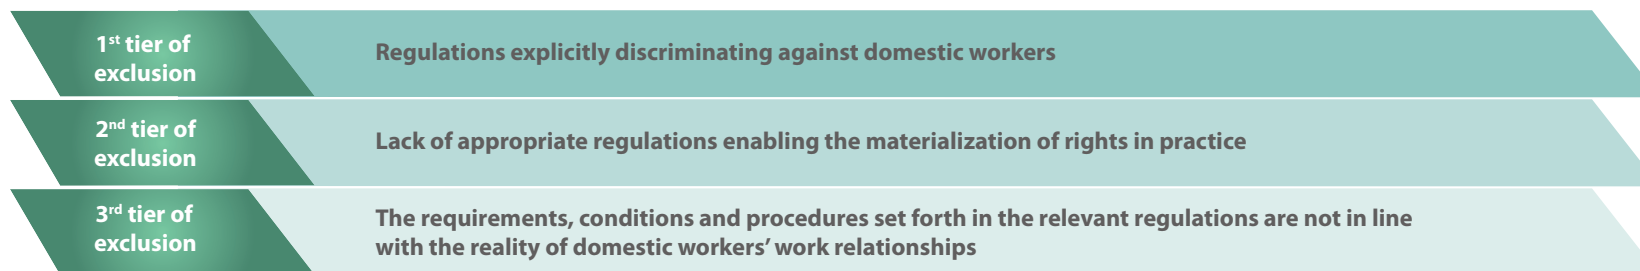 1st tier of
exclusion
Regulations explicitly discriminating against domestic workers
2nd tier of
exclusion
Lack of appropriate regulations enabling the materialization of rights in practice
3rd tier of
exclusion
The requirements, conditions and procedures set forth in the relevant regulations are not in line
with the reality of domestic workers’ work relationships